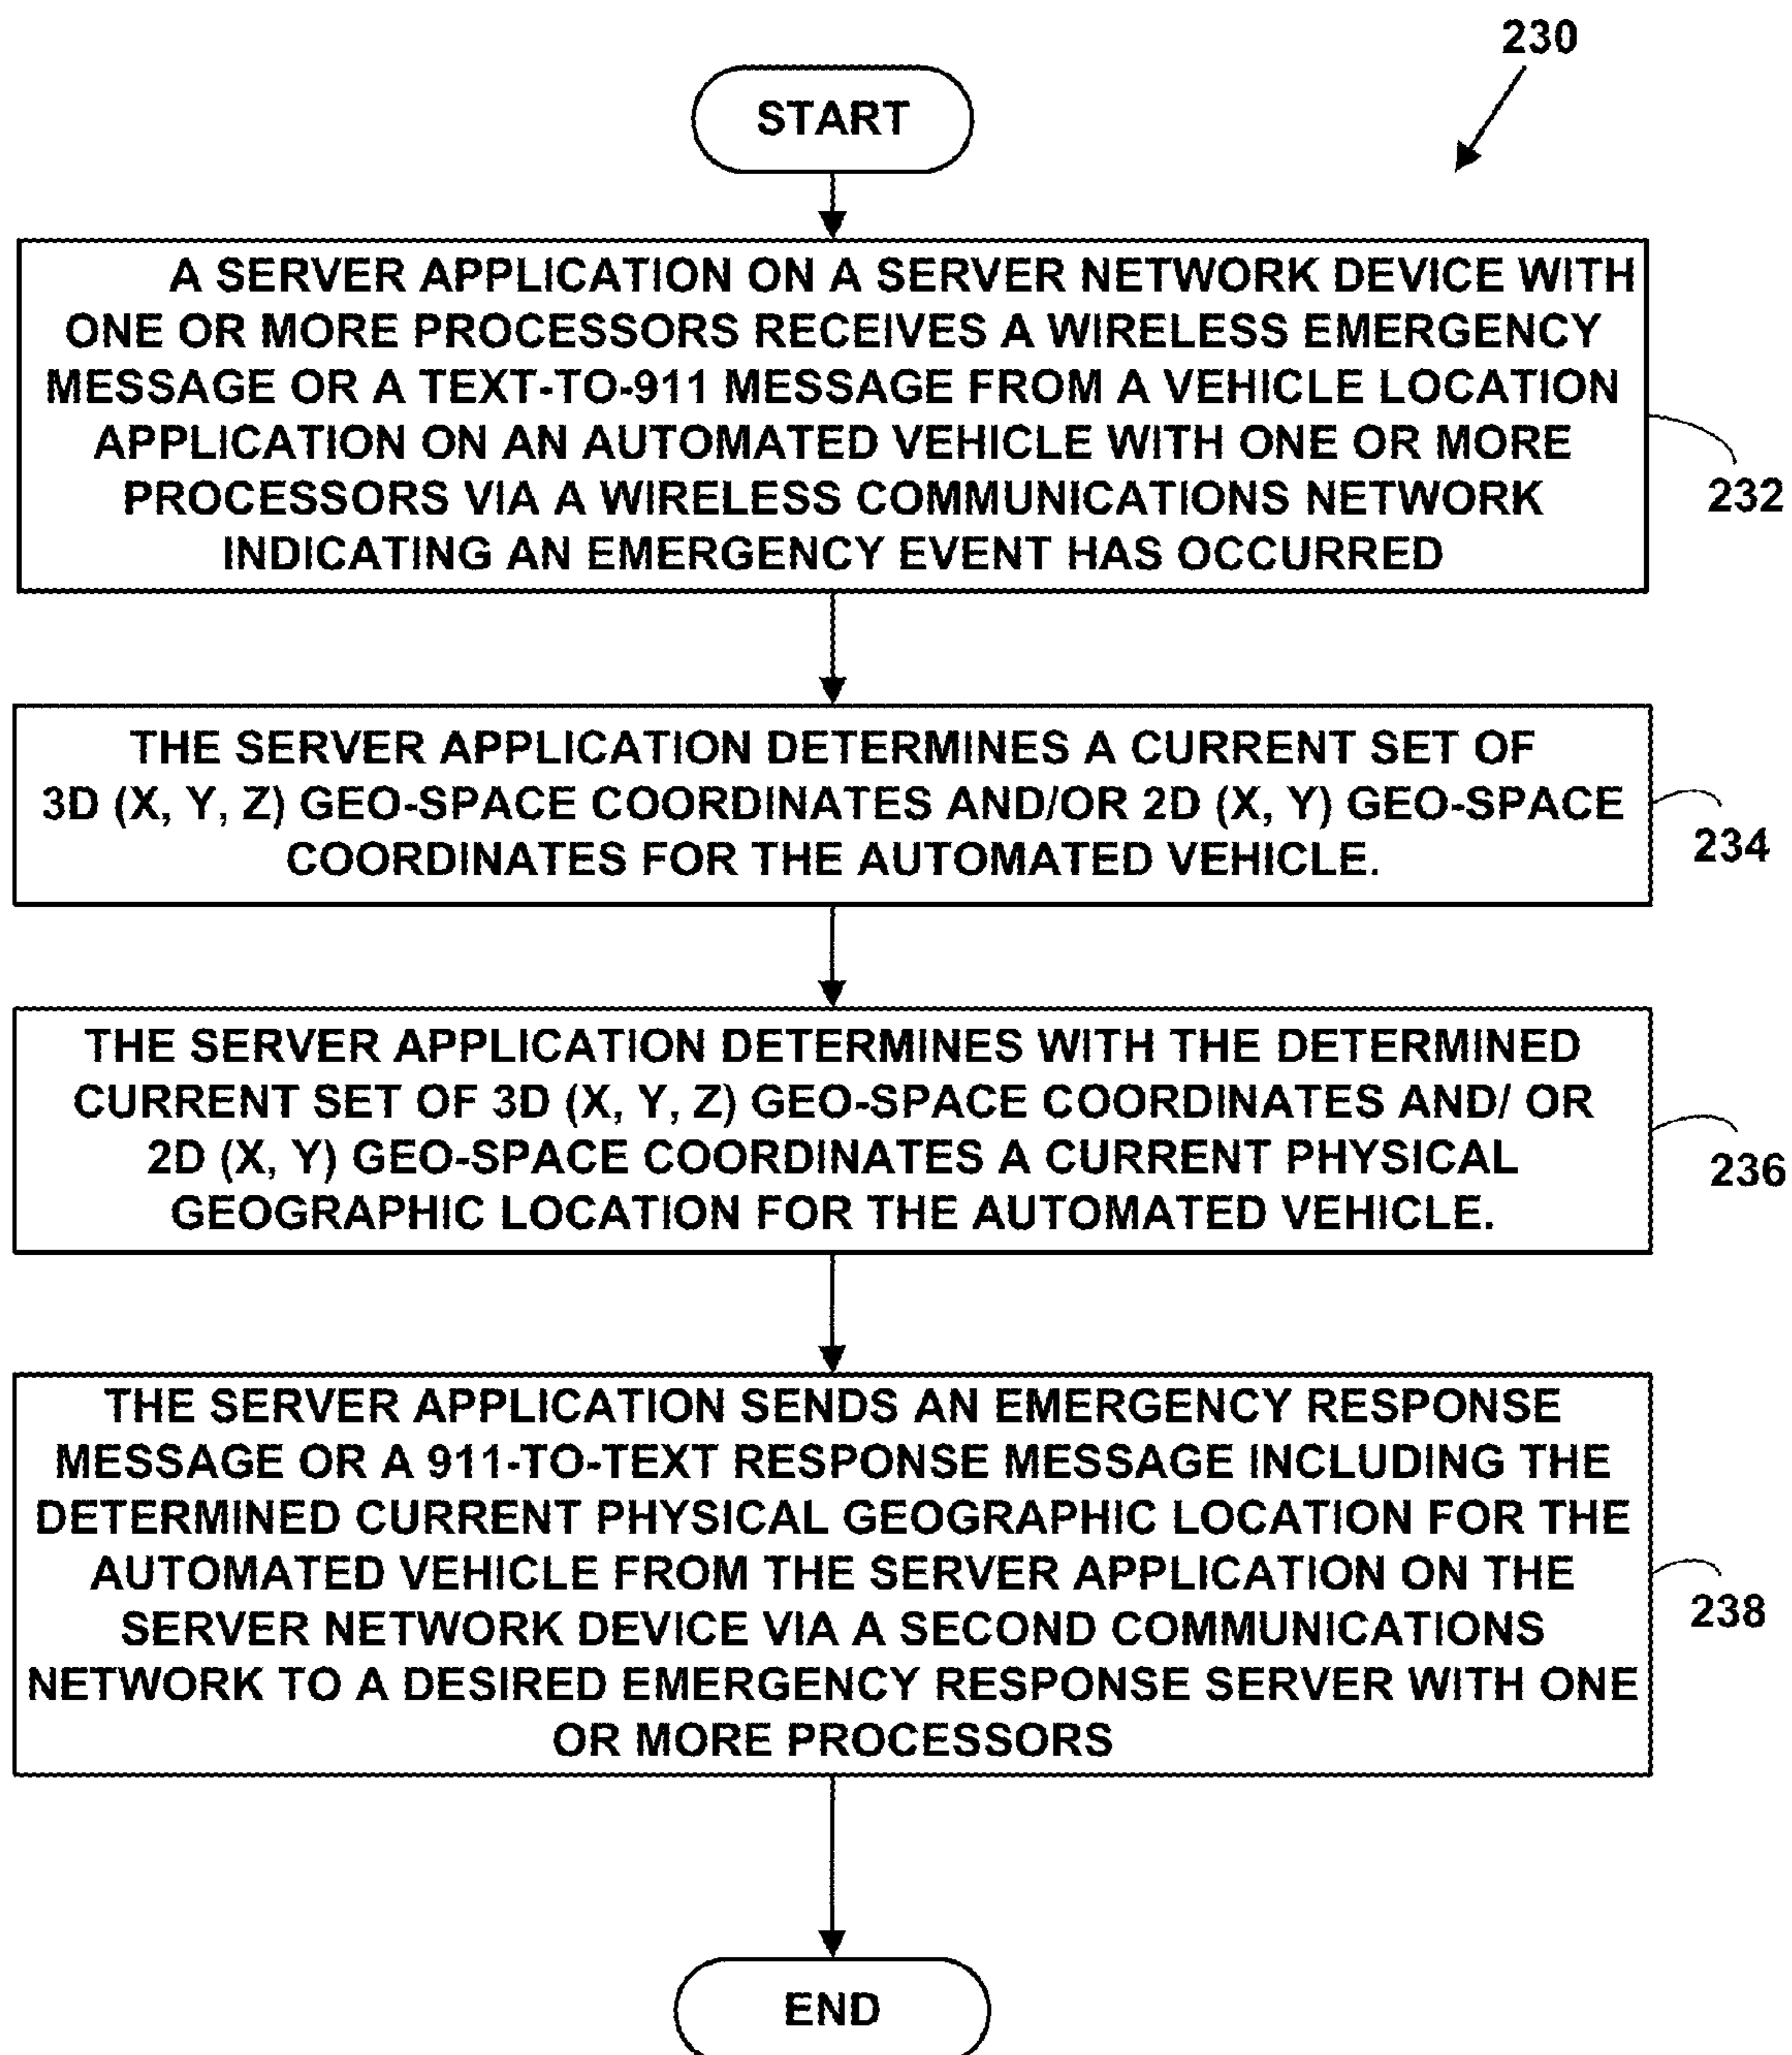 230
START
A SERVER APPLICATION ON A SERVER NETWORK DEVICE WITH
ONE OR MORE PROCESSORS RECEIVES A WIRELESS EMERGENCY
MESSAGE OR A TEXT-TO-911 MESSAGE FROM A VEHICLE LOCATION
APPLICATION ON AN AUTOMATED VEHICLE WITH ONE OR MORE
PROCESSORS VIA A WIRELESS COMMUNICATIONS NETWORK
INDICATING AN EMERGENCY EVENT HAS OCCURRED
232
THE SERVER APPLICATION DETERMINES A CURRENT SET OF
3D (X, Y, Z) GEO-SPACE COORDINATES AND/OR 2D (X, Y) GEO-SPACE
COORDINATES FOR THE AUTOMATED VEHICLE.
234
THE SERVER APPLICATION DETERMINES WITH THE DETERMINED
CURRENT SET OF 3D (X, Y, Z) GEO-SPACE COORDINATES AND/ OR
2D (X, Y) GEO-SPACE COORDINATES A CURRENT PHYSICAL
GEOGRAPHIC LOCATION FOR THE AUTOMATED VEHICLE.
236
THE SERVER APPLICATION SENDS AN EMERGENCY RESPONSE
MESSAGE OR A 911-TO-TEXT RESPONSE MESSAGE INCLUDING THE
DETERMINED CURRENT PHYSICAL GEOGRAPHIC LOCATION FOR THE
AUTOMATED VEHICLE FROM THE SERVER APPLICATION ON THE
SERVER NETWORK DEVICE VIA A SECOND COMMUNICATIONS
NETWORK TO A DESIRED EMERGENCY RESPONSE SERVER WITH ONE
OR MORE PROCESSORS
238
END